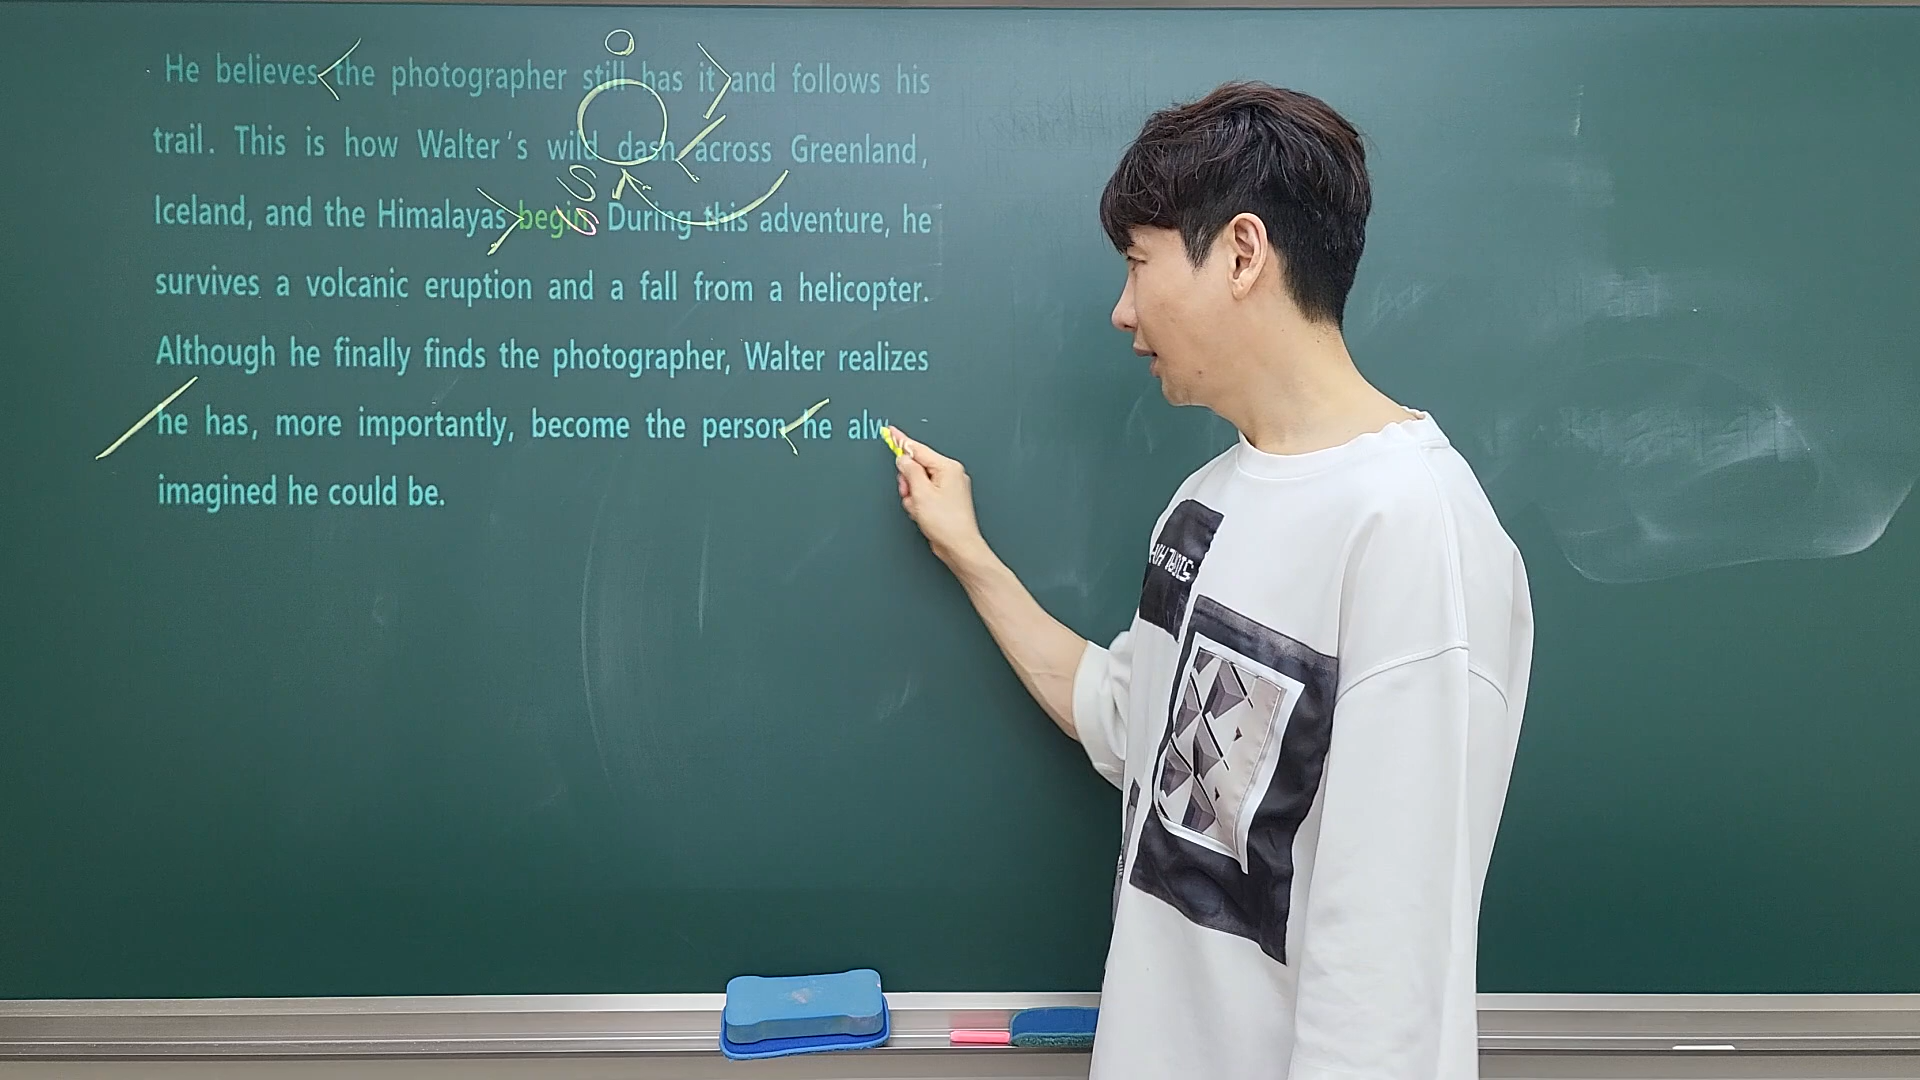 He believes the photographer still has it and follows his
trail. This is how Walter's wild dash across Greenland,
Iceland, and the Himalayas begin During this adventure, he
survives a volcanic eruption and a fall from a helicopter.
Although he finally finds the photographer, Walter realizes
he has, more importantly, become the person he alw
imagined he could be.
S
S